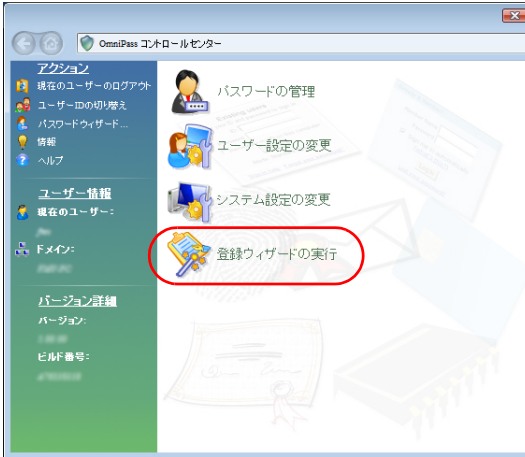 OmniPass コントロールセンター
アクション
現在のユーザーのログアウト
ユーザーIDの切り替え
パスワードウィザード...
情報
ヘルプ
ユーザー情報
現在のユーザー:
ドメイン:
バージョン詳細
バージョン:
ビルド番号:
パスワードの管理
ユーザー設定の変更
システム設定の変更
登録ウィザードの実行